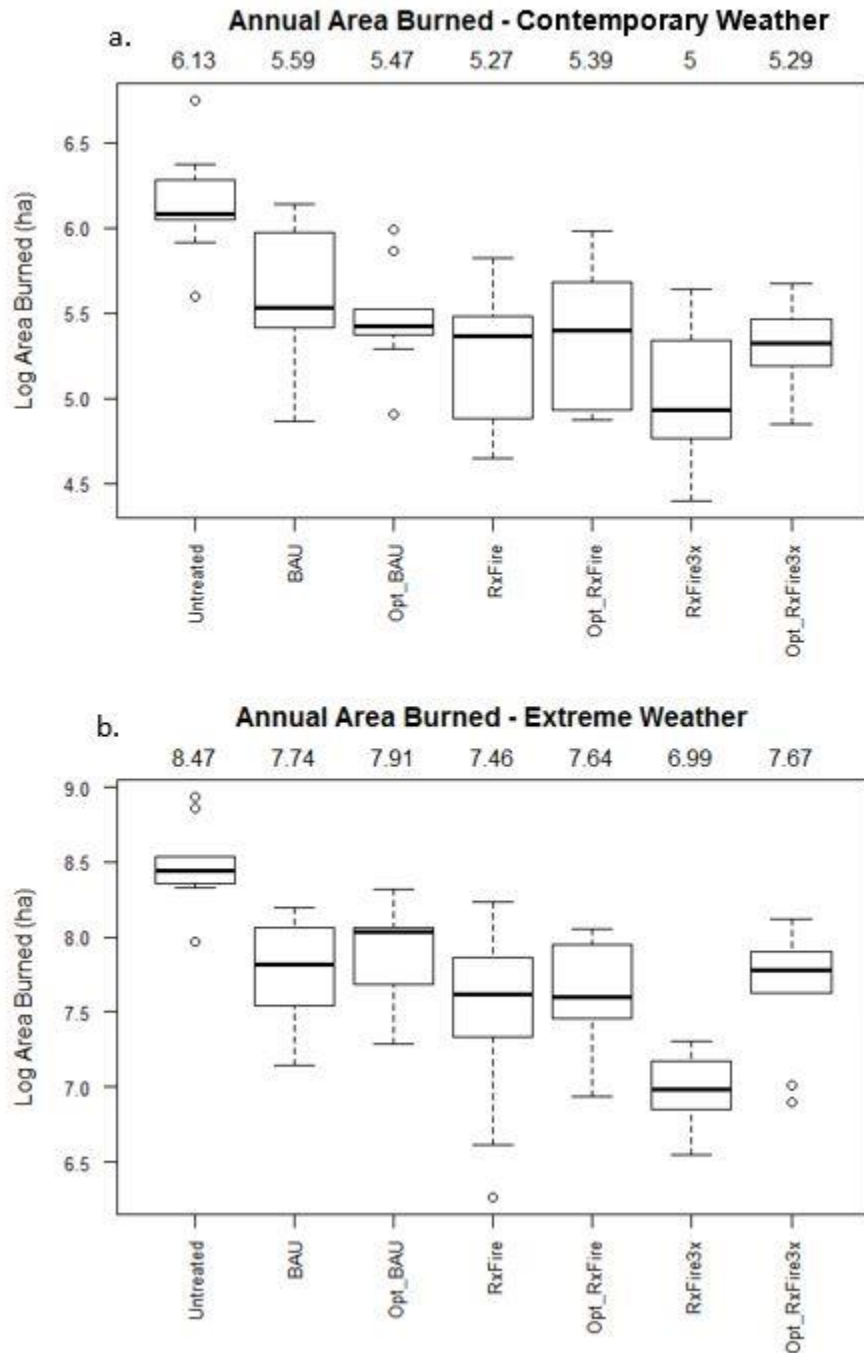 a.
Annual Area Burned - Contemporary Weather
6.13 5.59 5.47 5.27 5.39 5 5.29
Log Area Burned (ha)
6.5
6.0
5.5
5.0
4.5
Untreated
BAU
Opt_BAU
RxFire
Opt_RxFire
RxFire3x
Opt_RxFire3x
b.
Annual Area Burned - Extreme Weather
8.47 7.74 7.91 7.46 7.64 6.99 7.67
Log Area Burned (ha)
9.0
8.5
8.0
7.5
7.0
6.5
Untreated
BAU
Opt_BAU
RxFire
Opt_RxFire
RxFire3x
Opt_RxFire3x